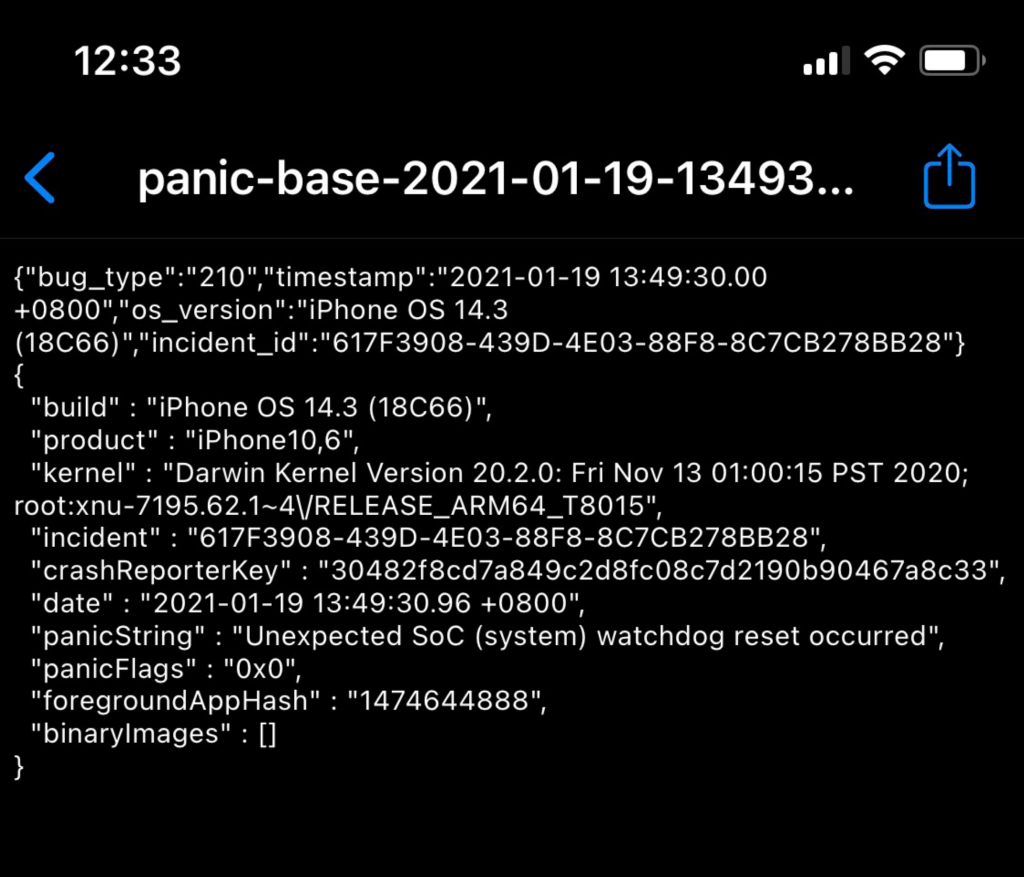 12:33
panic-base-2021-01-19-13493...
{"bug_type":"210","timestamp":"2021-01-19 13:49:30.00
+0800","os_version":"iPhone OS 14.3
(18C66)","incident_id":"617F3908-439D-4E03-88F8-8C7CB278BB28"}
{
  "build" : "iPhone OS 14.3 (18C66)",
  "product" : "iPhone10,6",
  "kernel" : "Darwin Kernel Version 20.2.0: Fri Nov 13 01:00:15 PST 2020;
root:xnu-7195.62.1~4\/RELEASE_ARM64_T8015",
  "incident" : "617F3908-439D-4E03-88F8-8C7CB278BB28",
  "crashReporterKey" : "30482f8cd7a849c2d8fc08c7d2190b90467a8c33",
  "date" : "2021-01-19 13:49:30.96 +0800",
  "panicString" : "Unexpected SoC (system) watchdog reset occurred",
  "panicFlags" : "0x0",
  "foregroundAppHash" : "1474644888",
  "binaryImages" : []
}